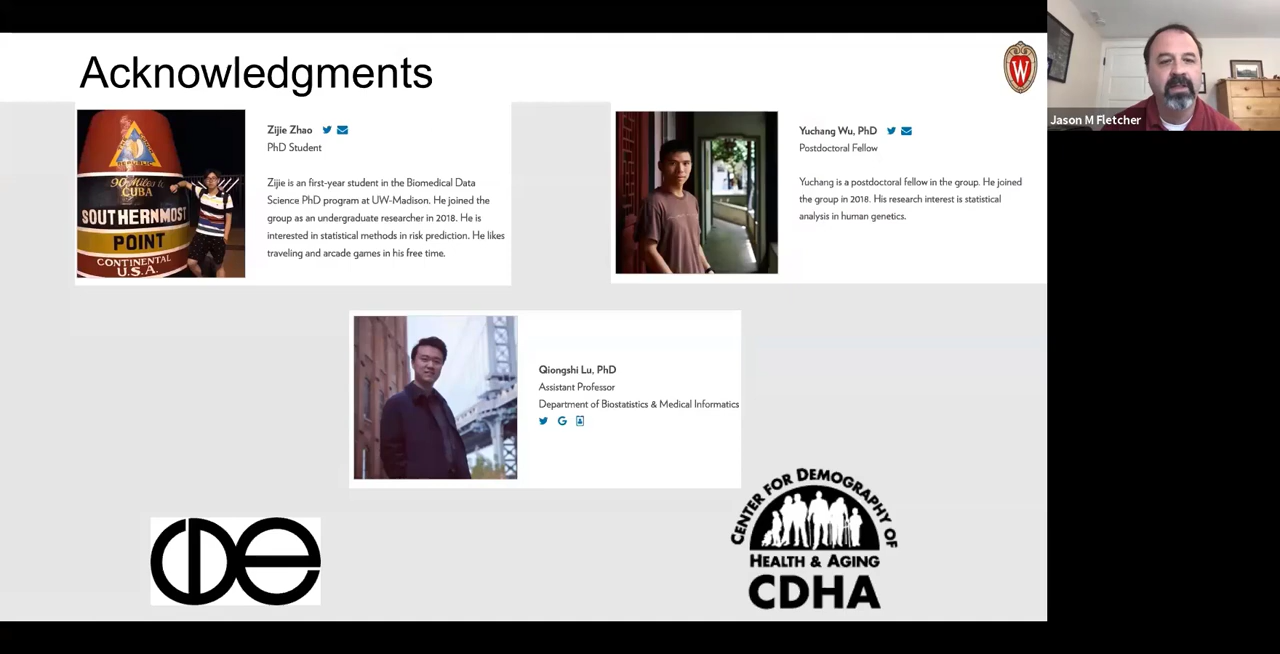 Acknowledgments
W
Jason M Fletcher
THE CONCH
REPUBLIC
90 Miles to
CUBA
SOUTHERNMOST
POINT
CONTINENTAL
U.S.A.
Zijie Zhao
PhD Student
Zijie is an first-year student in the Biomedical Data
Science PhD program at UW-Madison. He joined the
group as an undergraduate researcher in 2018. He is
interested in statistical methods in risk prediction. He likes
traveling and arcade games in his free time.
Yuchang Wu, PhD
Postdoctoral Fellow
Yuchang is a postdoctoral fellow in the group. He joined
the group in 2018. His research interest is statistical
analysis in human genetics.
Qiongshi Lu, PhD
Assistant Professor
Department of Biostatistics & Medical Informatics
G
cDe
CENTER FOR DEMOGRAPHY OF
HEALTH & AGING
CDHA